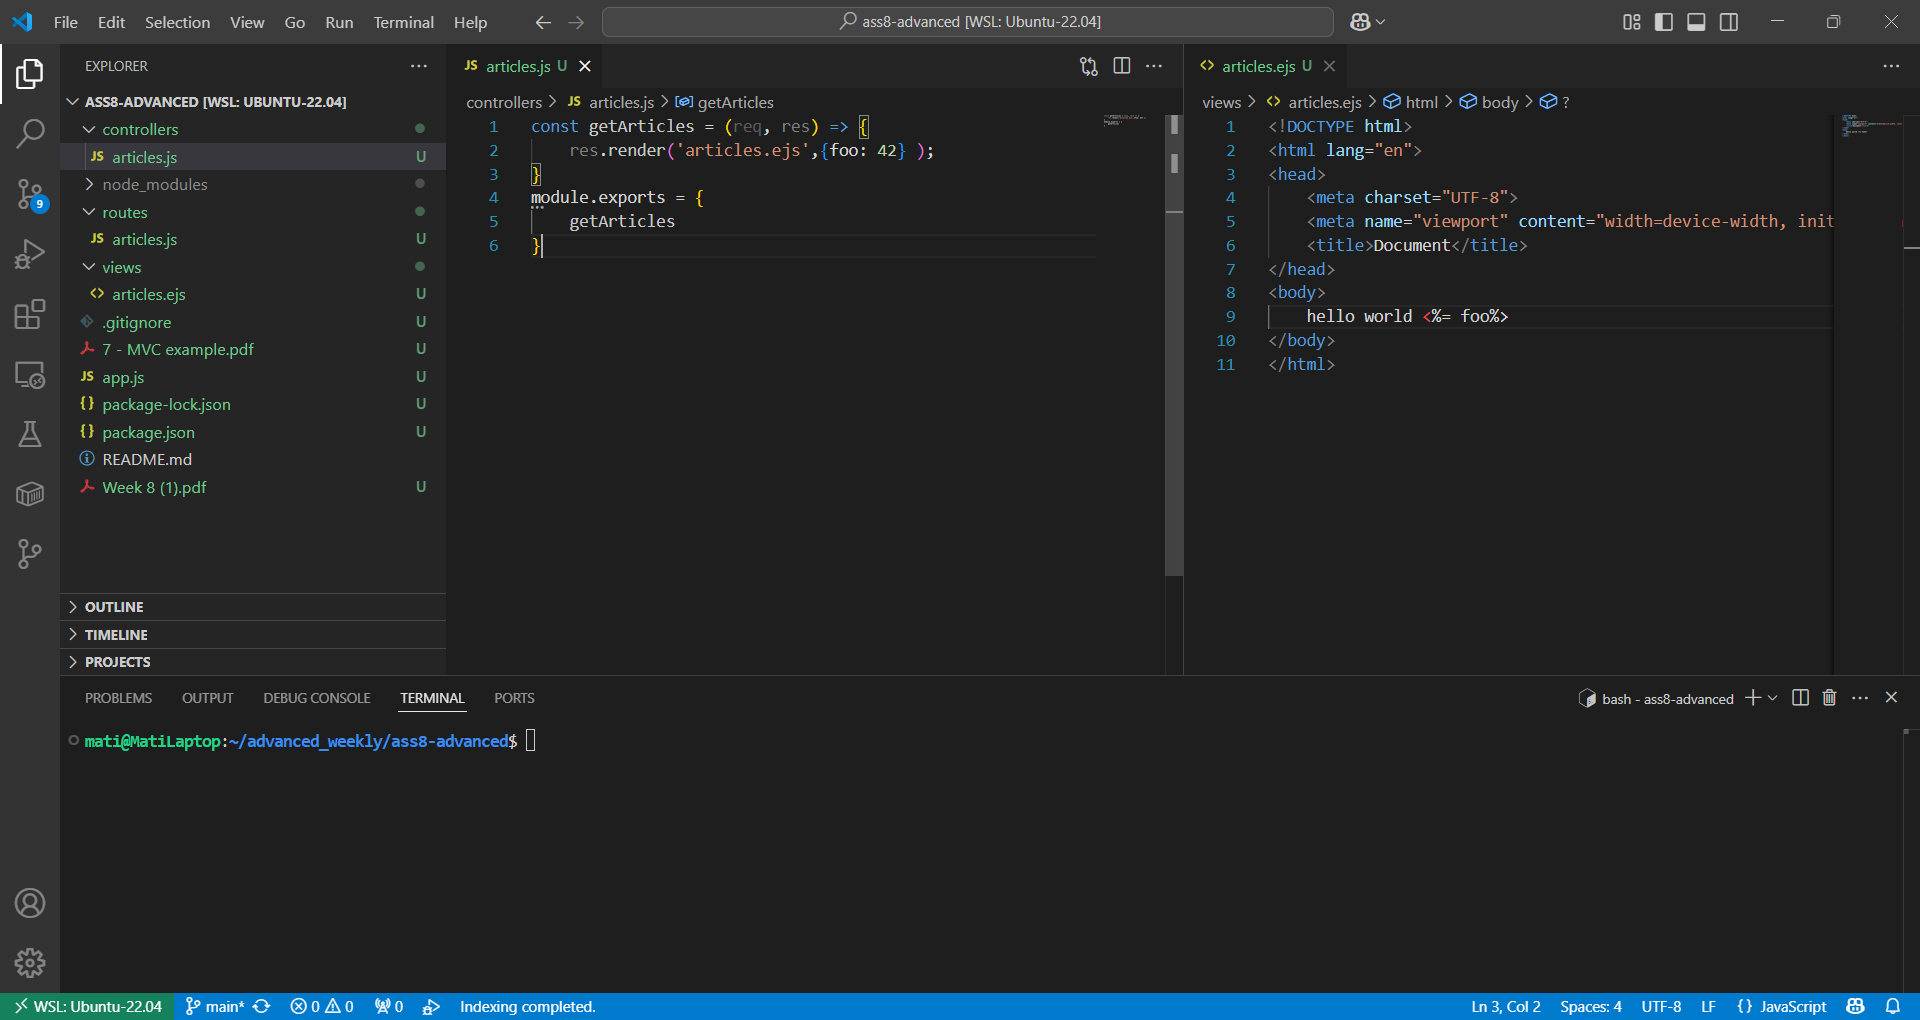 File Edit Selection View Go Run Terminal Help
ass8-advanced [WSL: Ubuntu-22.04]
EXPLORER
ASS8-ADVANCED [WSL: UBUNTU-22.04]
controllers
JS articles.js U
node_modules
routes
JS articles.js U
views
articles.ejs U
.gitignore U
7 - MVC example.pdf U
JS app.js U
{} package-lock.json U
{} package.json U
README.md
Week 8 (1).pdf U
OUTLINE
TIMELINE
PROJECTS
9
JS articles.js U
controllers > JS articles.js > getArticles
1 const getArticles = (req, res) => {
2 res.render('articles.ejs',{foo: 42} );
3 }
4 module.exports = {
5 getArticles
6 }
articles.ejs U
views > articles.ejs > html > body > ?
1 <!DOCTYPE html>
2 <html lang="en">
3 <head>
4 <meta charset="UTF-8">
5 <meta name="viewport" content="width=device-width, init
6 <title>Document</title>
7 </head>
8 <body>
9 hello world <%= foo%>
10 </body>
11 </html>
PROBLEMS OUTPUT DEBUG CONSOLE TERMINAL PORTS
bash - ass8-advanced
mati@MatiLaptop:~/advanced_weekly/ass8-advanced$
WSL: Ubuntu-22.04 main* 0 0 0 Indexing completed.
Ln 3, Col 2 Spaces: 4 UTF-8 LF {} JavaScript